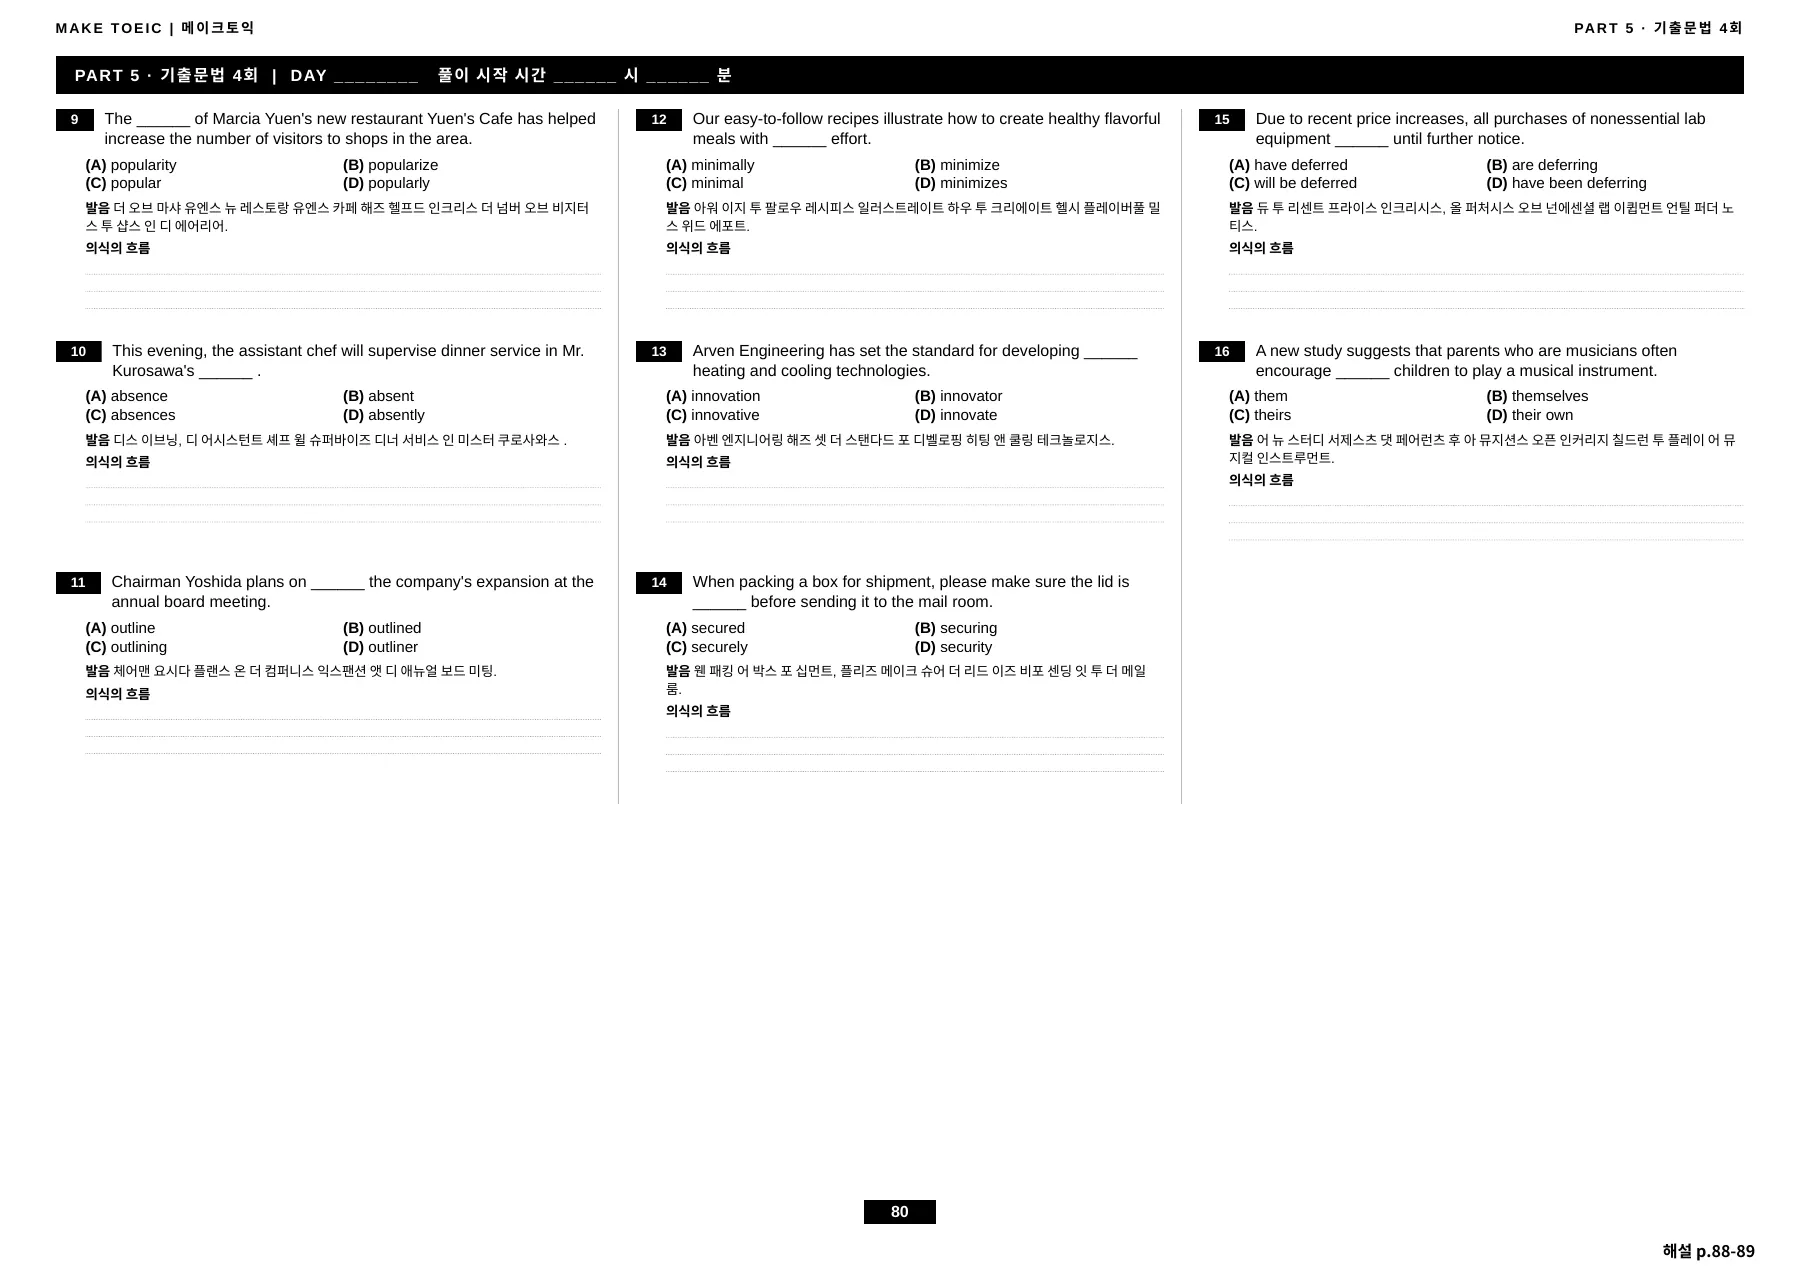 MAKE TOEIC | 메이크토익
PART 5 · 기출문법 4회
PART 5 · 기출문법 4회 | DAY ________ 풀이 시작 시간 ______ 시 ______ 분
9 The ______ of Marcia Yuen's new restaurant Yuen's Cafe has helped
increase the number of visitors to shops in the area.
(A) popularity (B) popularize
(C) popular (D) popularly
발음 더 오브 마샤 유엔스 뉴 레스토랑 유엔스 카페 해즈 헬프드 인크리스 더 넘버 오브 비지터
스 투 샵스 인 디 에어리어.
의식의 흐름
10 This evening, the assistant chef will supervise dinner service in Mr.
Kurosawa's ______ .
(A) absence (B) absent
(C) absences (D) absently
발음 디스 이브닝, 디 어시스턴트 셰프 윌 슈퍼바이즈 디너 서비스 인 미스터 쿠로사와스 .
의식의 흐름
11 Chairman Yoshida plans on ______ the company's expansion at the
annual board meeting.
(A) outline (B) outlined
(C) outlining (D) outliner
발음 체어맨 요시다 플랜스 온 더 컴퍼니스 익스팬션 앳 디 애뉴얼 보드 미팅.
의식의 흐름
12 Our easy-to-follow recipes illustrate how to create healthy flavorful
meals with ______ effort.
(A) minimally (B) minimize
(C) minimal (D) minimizes
발음 아워 이지 투 팔로우 레시피스 일러스트레이트 하우 투 크리에이트 헬시 플레이버풀 밀
스 위드 에포트.
의식의 흐름
13 Arven Engineering has set the standard for developing ______
heating and cooling technologies.
(A) innovation (B) innovator
(C) innovative (D) innovate
발음 아벤 엔지니어링 해즈 셋 더 스탠다드 포 디벨로핑 히팅 앤 쿨링 테크놀로지스.
의식의 흐름
14 When packing a box for shipment, please make sure the lid is
______ before sending it to the mail room.
(A) secured (B) securing
(C) securely (D) security
발음 웬 패킹 어 박스 포 십먼트, 플리즈 메이크 슈어 더 리드 이즈 비포 센딩 잇 투 더 메일
룸.
의식의 흐름
15 Due to recent price increases, all purchases of nonessential lab
equipment ______ until further notice.
(A) have deferred (B) are deferring
(C) will be deferred (D) have been deferring
발음 듀 투 리센트 프라이스 인크리시스, 올 퍼처시스 오브 넌에센셜 랩 이큅먼트 언틸 퍼더 노
티스.
의식의 흐름
16 A new study suggests that parents who are musicians often
encourage ______ children to play a musical instrument.
(A) them (B) themselves
(C) theirs (D) their own
발음 어 뉴 스터디 서제스츠 댓 페어런츠 후 아 뮤지션스 오픈 인커리지 칠드런 투 플레이 어 뮤
지컬 인스트루먼트.
의식의 흐름
80
해설 p.88-89